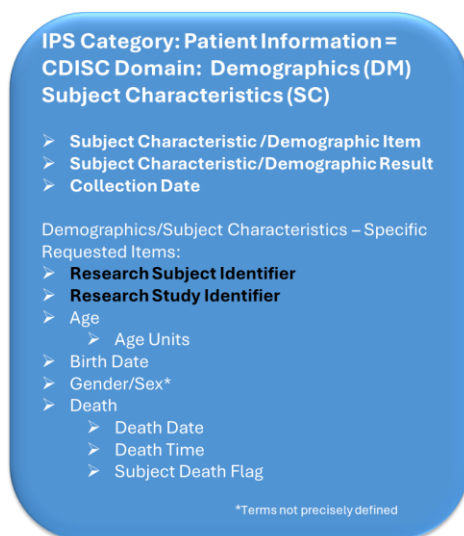 IPS Category: Patient Information =
CDISC Domain: Demographics (DM)
Subject Characteristics (SC)
➢ Subject Characteristic /Demographic Item
➢ Subject Characteristic/Demographic Result
➢ Collection Date
Demographics/Subject Characteristics – Specific
Requested Items:
➢ Research Subject Identifier
➢ Research Study Identifier
➢ Age
➢ Age Units
➢ Birth Date
➢ Gender/Sex*
➢ Death
➢ Death Date
➢ Death Time
➢ Subject Death Flag
*Terms not precisely defined